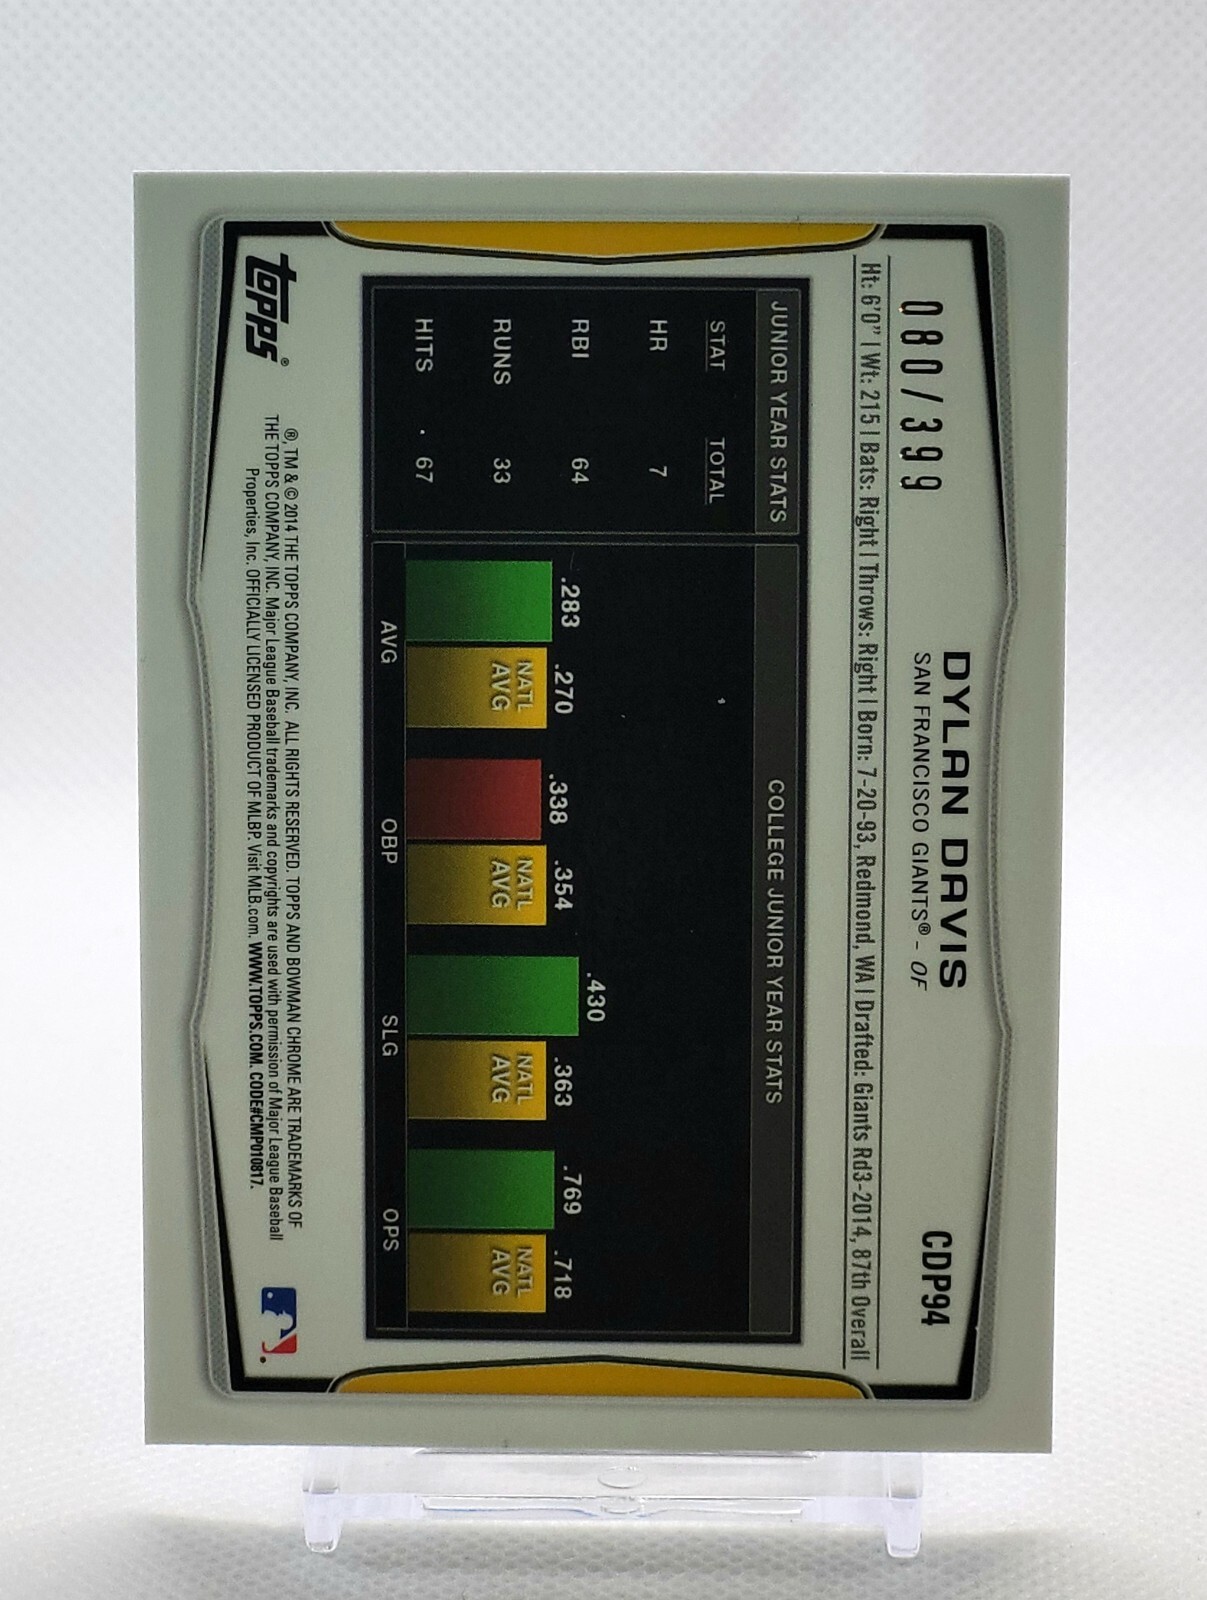 080/399
DYLAN DAVIS
CDP94
SAN FRANCISCO GIANTS® – OF
Ht: 6'0" | Wt: 215 | Bats: Right | Throws: Right | Born: 7-20-93, Redmond, WA | Drafted: Giants Rd3-2014, 87th Overall
JUNIOR YEAR STATS
STAT TOTAL
HR 7
RBI 64
RUNS 33
HITS 67
COLLEGE JUNIOR YEAR STATS
.283 .270 .338 .354 .430 .363 .769 .718
NATL AVG NATL AVG NATL AVG NATL AVG
AVG OBP SLG OPS
topps®
®, TM & © 2014 THE TOPPS COMPANY, INC. ALL RIGHTS RESERVED. TOPPS AND BOWMAN CHROME ARE TRADEMARKS OF
THE TOPPS COMPANY, INC. Major League Baseball trademarks and copyrights are used with permission of Major League Baseball
Properties, Inc. OFFICIALLY LICENSED PRODUCT OF MLBP. Visit MLB.com. WWW.TOPPS.COM. CODE#CMP010817.